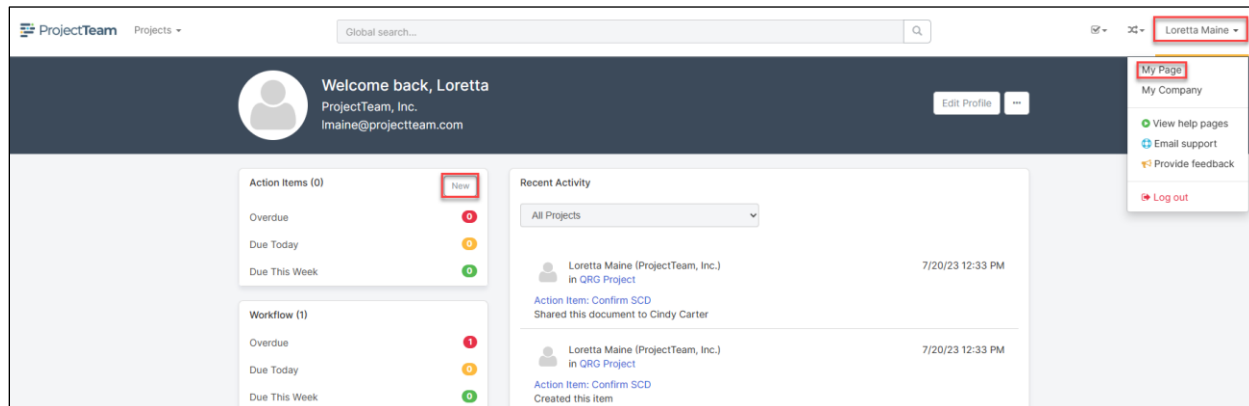 ProjectTeam Projects Global search... Loretta Maine
My Page
My Company
View help pages
Email support
Provide feedback
Log out
Welcome back, Loretta
ProjectTeam, Inc.
lmaine@projectteam.com
Edit Profile ...
Action Items (0) New
Overdue 0
Due Today 0
Due This Week 0
Workflow (1)
Overdue 1
Due Today 0
Due This Week 0
Recent Activity
All Projects
Loretta Maine (ProjectTeam, Inc.) 7/20/23 12:33 PM
in QRG Project
Action Item: Confirm SCD
Shared this document to Cindy Carter
Loretta Maine (ProjectTeam, Inc.) 7/20/23 12:33 PM
in QRG Project
Action Item: Confirm SCD
Created this item